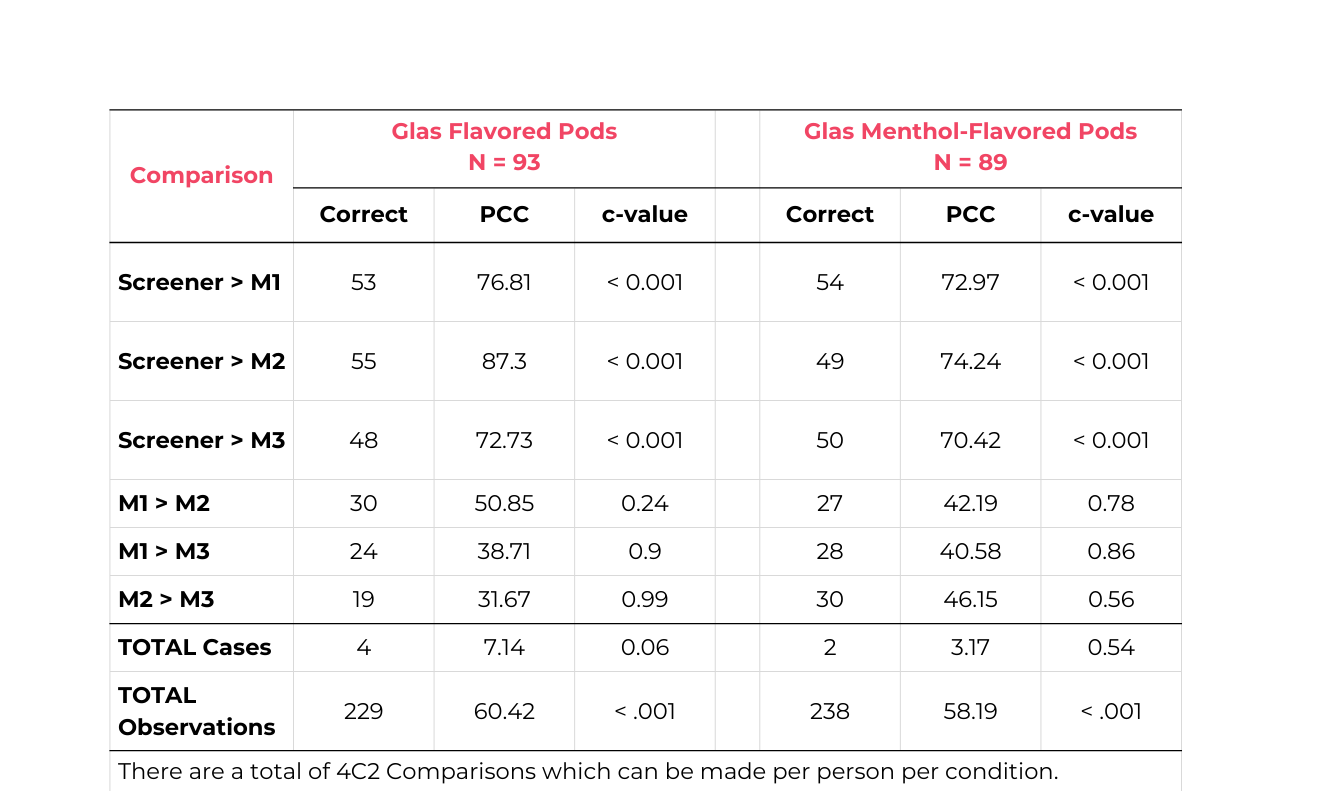 Comparison
Glas Flavored Pods
N = 93
Glas Menthol-Flavored Pods
N = 89
Correct PCC c-value Correct PCC c-value
Screener > M1 53 76.81 < 0.001 54 72.97 < 0.001
Screener > M2 55 87.3 < 0.001 49 74.24 < 0.001
Screener > M3 48 72.73 < 0.001 50 70.42 < 0.001
M1 > M2 30 50.85 0.24 27 42.19 0.78
M1 > M3 24 38.71 0.9 28 40.58 0.86
M2 > M3 19 31.67 0.99 30 46.15 0.56
TOTAL Cases 4 7.14 0.06 2 3.17 0.54
TOTAL
Observations 229 60.42 < .001 238 58.19 < .001
There are a total of 4C2 Comparisons which can be made per person per condition.